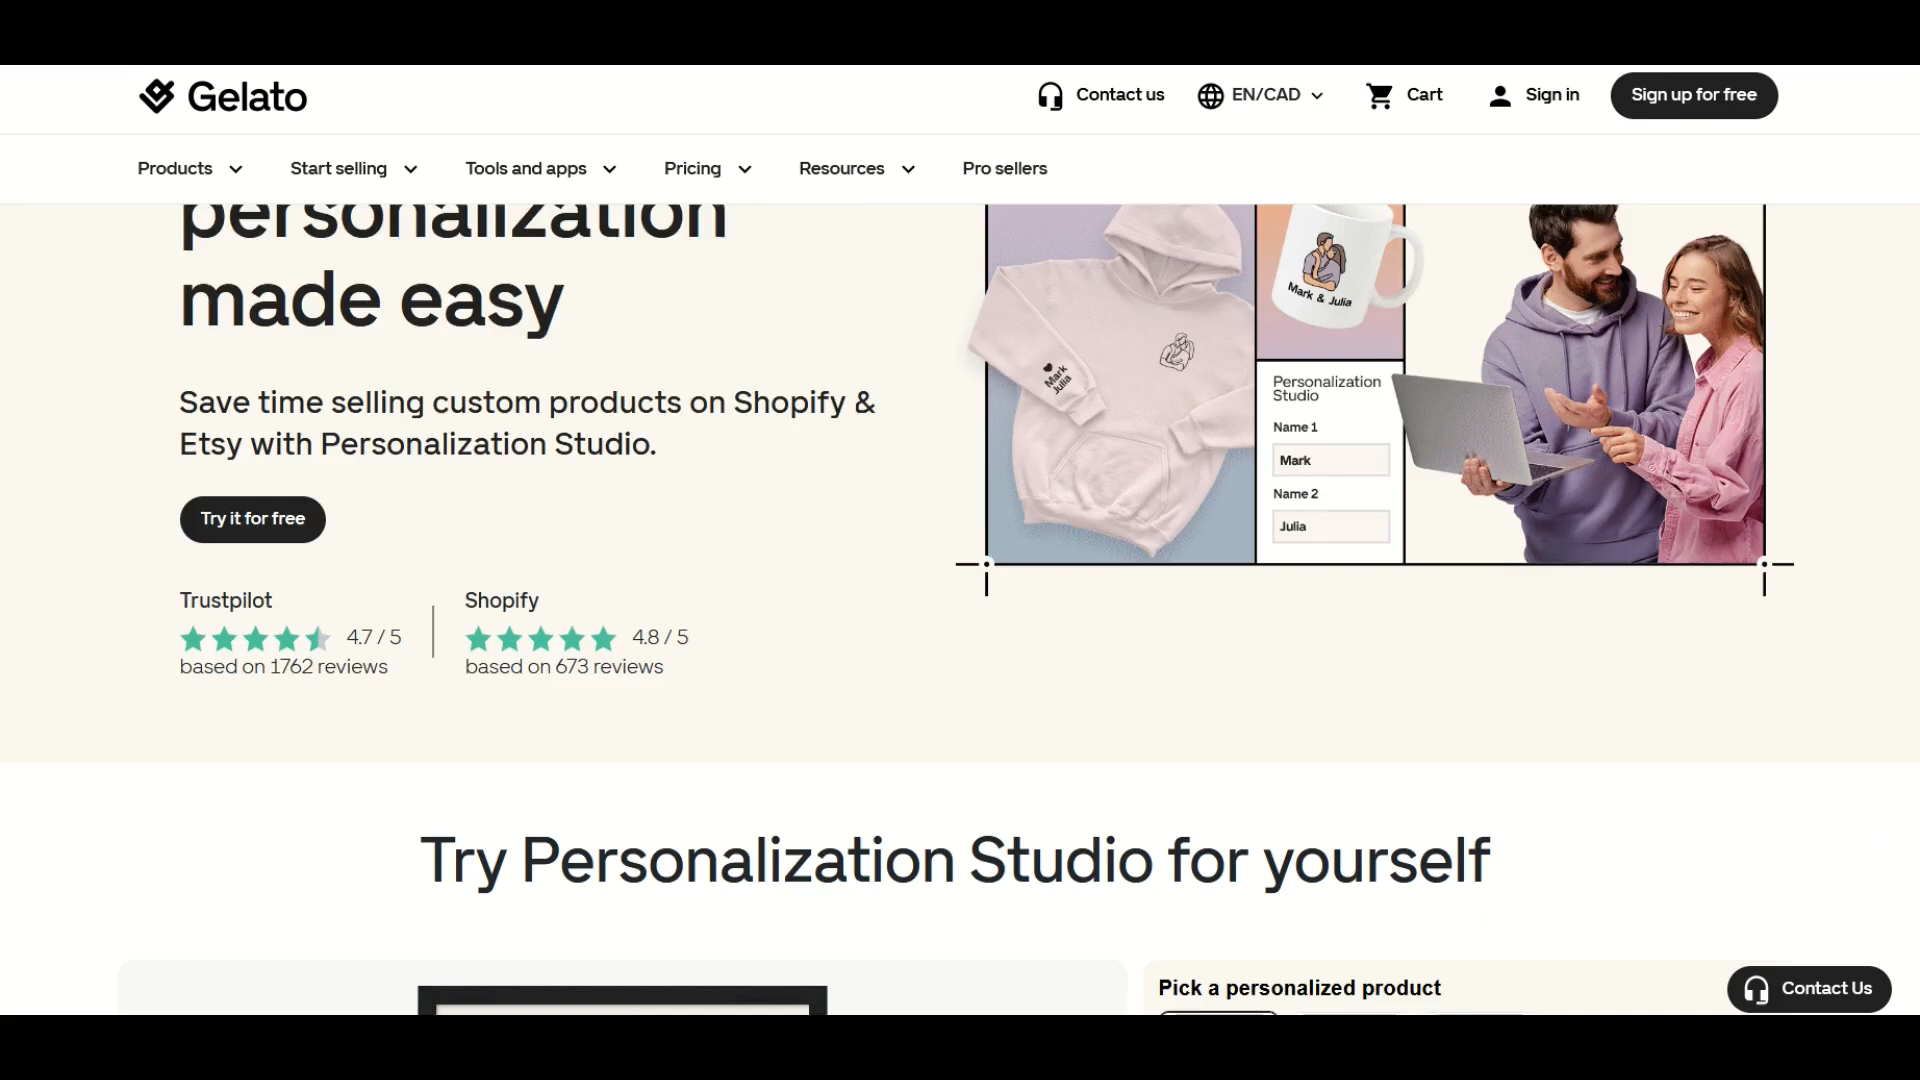 Gelato
Contact us
EN/CAD
Cart
Sign in
Sign up for free
Products
Start selling
Tools and apps
Pricing
Resources
Pro sellers
personalization
made easy
Save time selling custom products on Shopify &
Etsy with Personalization Studio.
Try it for free
Trustpilot
4.7 / 5
based on 1762 reviews
Shopify
4.8 / 5
based on 673 reviews
Mark
Julia
Mark & Julia
Personalization
Studio
Name 1
Mark
Name 2
Julia
Try Personalization Studio for yourself
Pick a personalized product
Contact Us